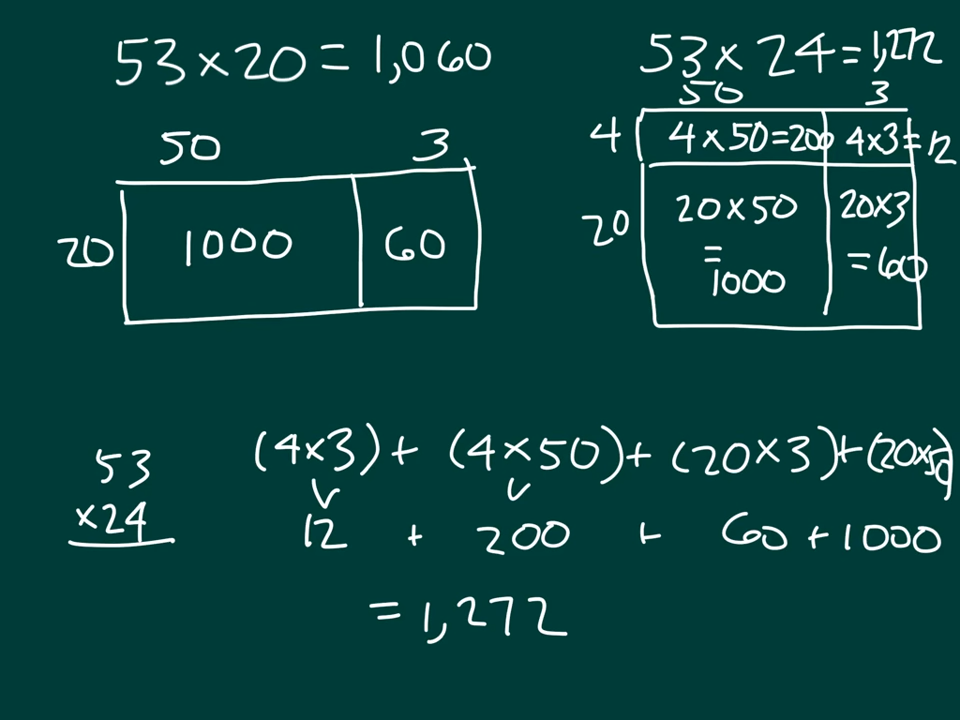 53×20=1,060
50 3
20 1000 60
53×24=1,272
50 3
4 4×50=200 4×3=12
20 20×50 20×3
= =60
1000
53 (4×3)+(4×50)+(20×3)+(20×50)
×24 12 + 200 + 60+1000
=1,272